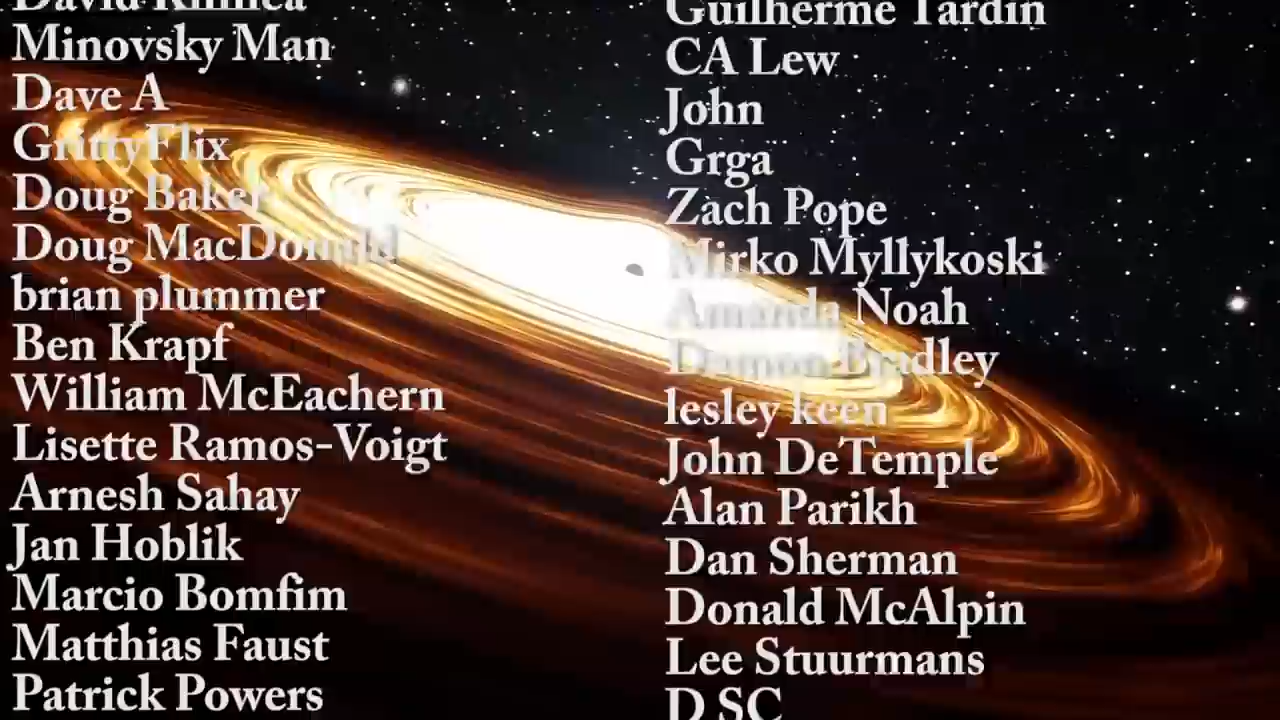 David
Minovsky Man
Dave A
GrittyFlix
Doug Baker
Doug MacDonald
brian plummer
Ben Krapf
William McEachern
Lisette Ramos-Voigt
Arnesh Sahay
Jan Hoblik
Marcio Bomfim
Matthias Faust
Patrick Powers
Guilherme Tardin
CA Lew
John
Grga
Zach Pope
Mirko Myllykoski
Amanda Noah
Damon Bradley
lesley keen
John DeTemple
Alan Parikh
Dan Sherman
Donald McAlpin
Lee Stuurmans
D SC